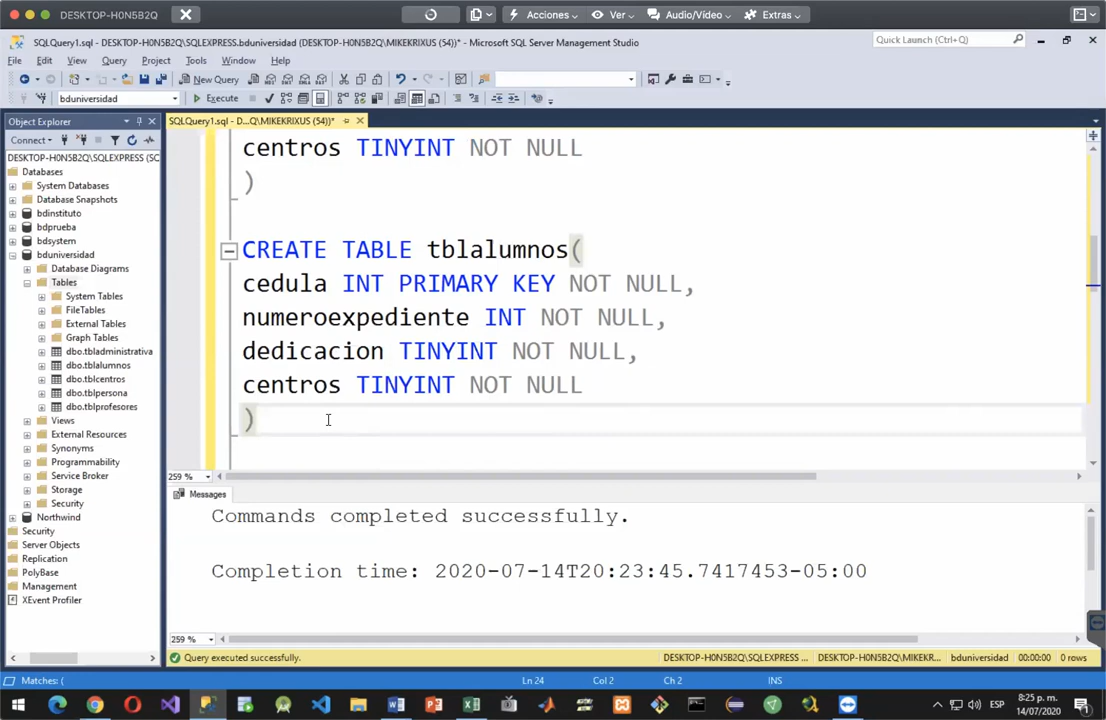 DESKTOP-H0N5B2Q
Acciones
Ver
Audio/Vídeo
Extras
SQLQuery1.sql - DESKTOP-H0N5B2Q\SQLEXPRESS.bduniversidad (DESKTOP-H0N5B2Q\MIKEKRIXUS (54))* - Microsoft SQL Server Management Studio
Quick Launch (Ctrl+Q)
File Edit View Query Project Tools Window Help
New Query
bduniversidad
Execute
Object Explorer
SQLQuery1.sql - D...Q\MIKEKRIXUS (54))*
Connect
DESKTOP-H0N5B2Q\SQLEXPRESS (SQ
Databases
System Databases
Database Snapshots
bdinstituto
bdprueba
bdsystem
bduniversidad
Database Diagrams
Tables
System Tables
FileTables
External Tables
Graph Tables
dbo.tbladministrativa
dbo.tblalumnos
dbo.tblcentros
dbo.tblpersona
dbo.tblprofesores
Views
External Resources
Synonyms
Programmability
Service Broker
Storage
Security
Northwind
Security
Server Objects
Replication
PolyBase
Management
XEvent Profiler
centros TINYINT NOT NULL
)
CREATE TABLE tblalumnos(
cedula INT PRIMARY KEY NOT NULL,
numeroexpediente INT NOT NULL,
dedicacion TINYINT NOT NULL,
centros TINYINT NOT NULL
)
259 %
Messages
Commands completed successfully.
Completion time: 2020-07-14T20:23:45.7417453-05:00
259 %
Query executed successfully.
DESKTOP-H0N5B2Q\SQLEXPRESS ...
DESKTOP-H0N5B2Q\MIKEKR...
bduniversidad
00:00:00
0 rows
Matches: (
Ln 24
Col 2
Ch 2
INS
ESP
8:25 p. m.
14/07/2020